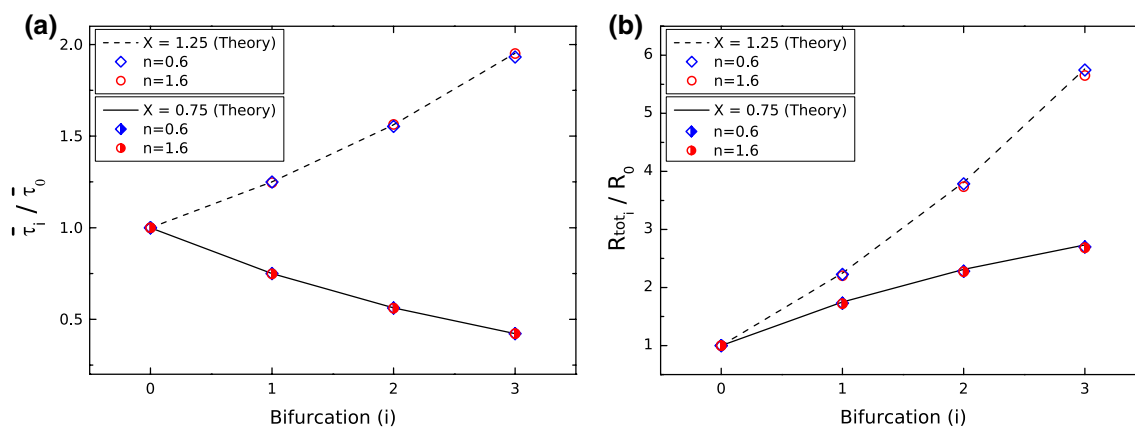 (a)
X = 1.25 (Theory)
n=0.6
n=1.6
X = 0.75 (Theory)
n=0.6
n=1.6
2.0
1.5
1.0
0.5
τ̄i / τ̄0
0 1 2 3
Bifurcation (i)
(b)
X = 1.25 (Theory)
n=0.6
n=1.6
X = 0.75 (Theory)
n=0.6
n=1.6
6
5
4
3
2
1
Rtoti / R0
0 1 2 3
Bifurcation (i)